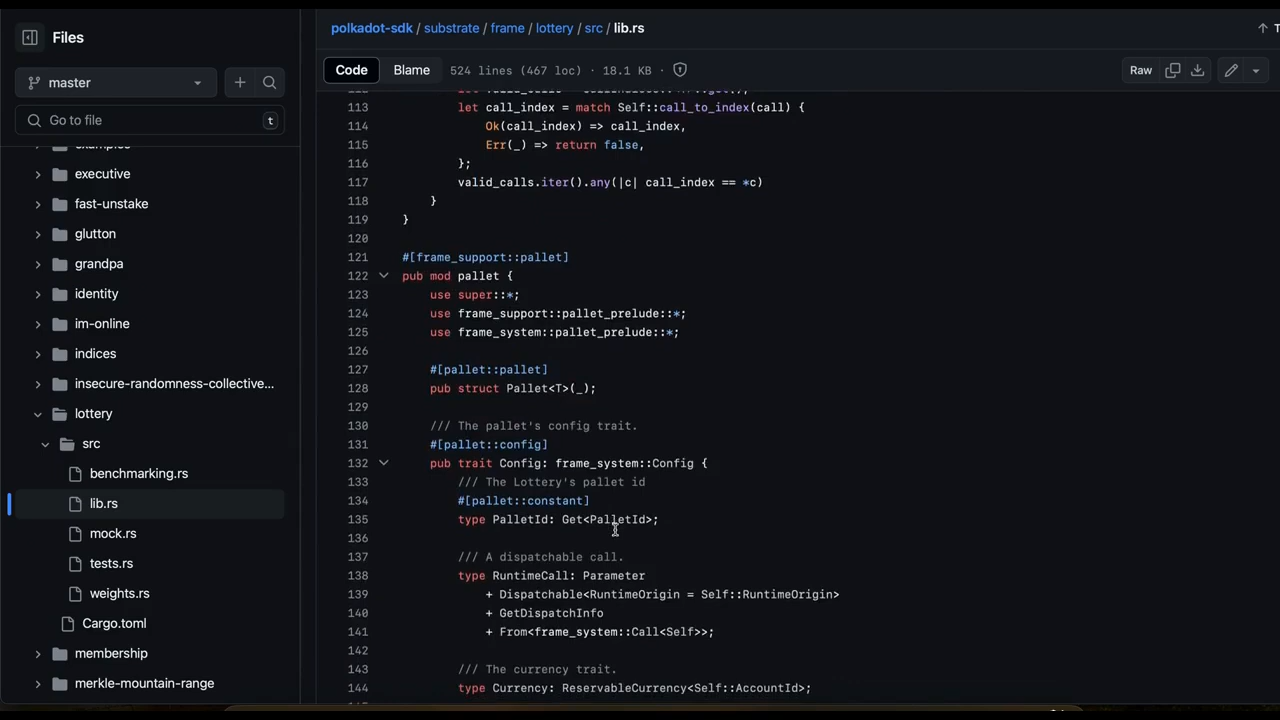 Files
master
Go to file
t
examples
executive
fast-unstake
glutton
grandpa
identity
im-online
indices
insecure-randomness-collective...
lottery
src
benchmarking.rs
lib.rs
mock.rs
tests.rs
weights.rs
Cargo.toml
membership
merkle-mountain-range
polkadot-sdk / substrate / frame / lottery / src / lib.rs
Code Blame 524 lines (467 loc) · 18.1 KB Raw
113 let call_index = match Self::call_to_index(call) {
114 Ok(call_index) => call_index,
115 Err(_) => return false,
116 };
117 valid_calls.iter().any(|c| call_index == *c)
118 }
119 }
120
121 #[frame_support::pallet]
122 pub mod pallet {
123 use super::*;
124 use frame_support::pallet_prelude::*;
125 use frame_system::pallet_prelude::*;
126
127 #[pallet::pallet]
128 pub struct Pallet<T>(_);
129
130 /// The pallet's config trait.
131 #[pallet::config]
132 pub trait Config: frame_system::Config {
133 /// The Lottery's pallet id
134 #[pallet::constant]
135 type PalletId: Get<PalletId>;
136
137 /// A dispatchable call.
138 type RuntimeCall: Parameter
139 + Dispatchable<RuntimeOrigin = Self::RuntimeOrigin>
140 + GetDispatchInfo
141 + From<frame_system::Call<Self>>;
142
143 /// The currency trait.
144 type Currency: ReservableCurrency<Self::AccountId>;